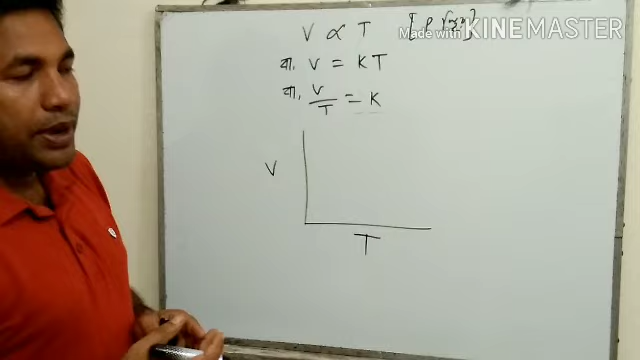 V ∝ T [P স্থির]
Made with KINEMASTER
বা, V = KT
বা, V/T = K
V
T